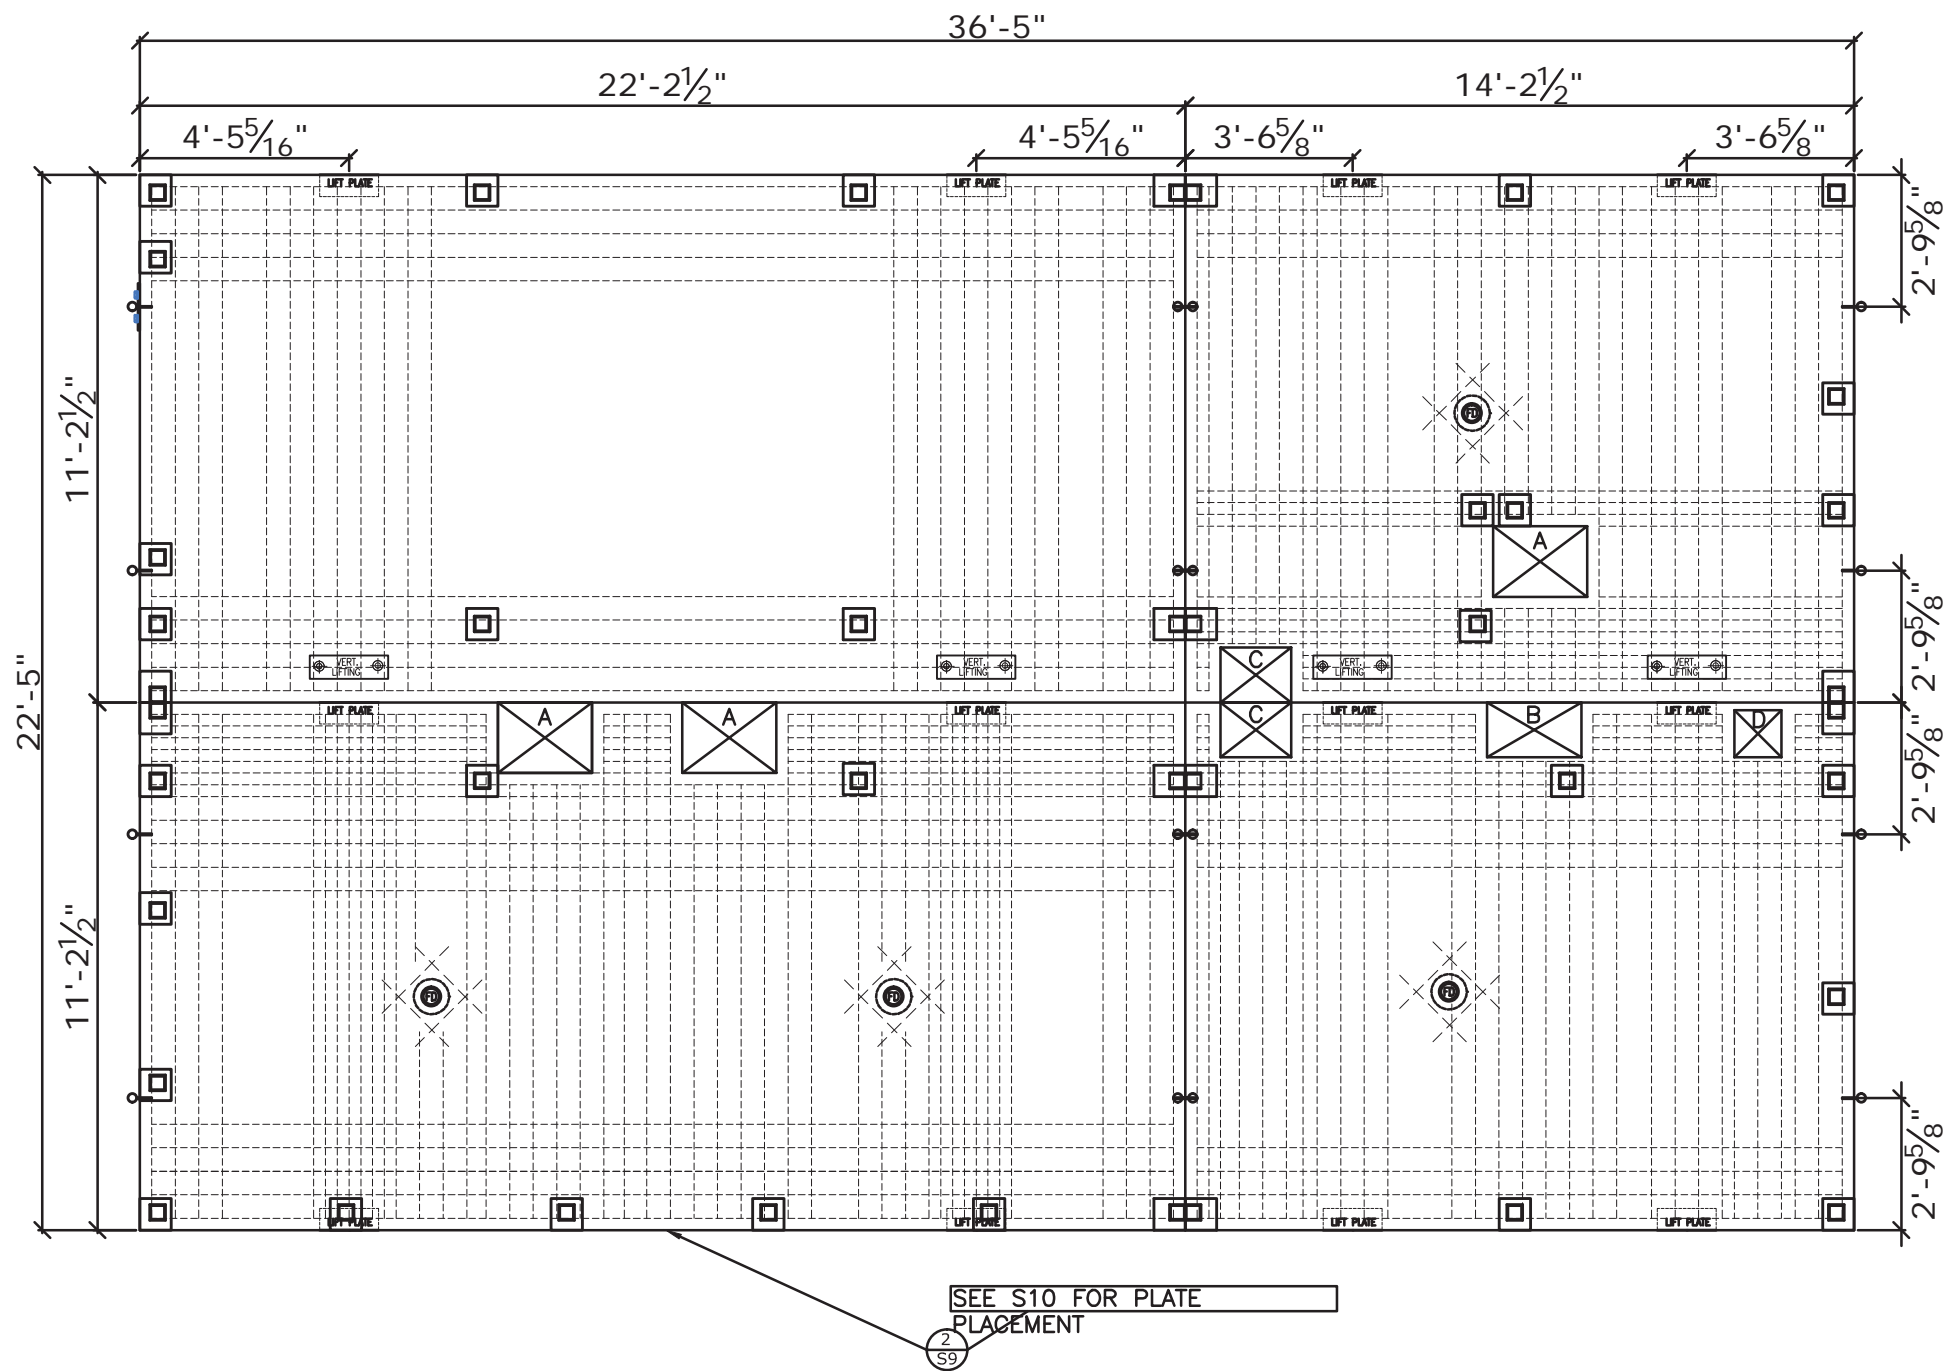 36'-5"
22'-2½"
14'-2½"
4'-5⁵⁄₁₆"
4'-5⁵⁄₁₆"
3'-6⅝"
3'-6⅝"
LIFT PLATE
LIFT PLATE
LIFT PLATE
LIFT PLATE
2'-9⅝"
11'-2½"
FD
A
2'-9⅝"
22'-5"
VERT.
LIFTING
VERT.
LIFTING
C
VERT.
LIFTING
VERT.
LIFTING
LIFT PLATE
A
A
LIFT PLATE
C
LIFT PLATE
B
LIFT PLATE
D
2'-9⅝"
11'-2½"
FD
FD
FD
2'-9⅝"
LIFT PLATE
LIFT PLATE
LIFT PLATE
LIFT PLATE
SEE S10 FOR PLATE
PLACEMENT
2
S9